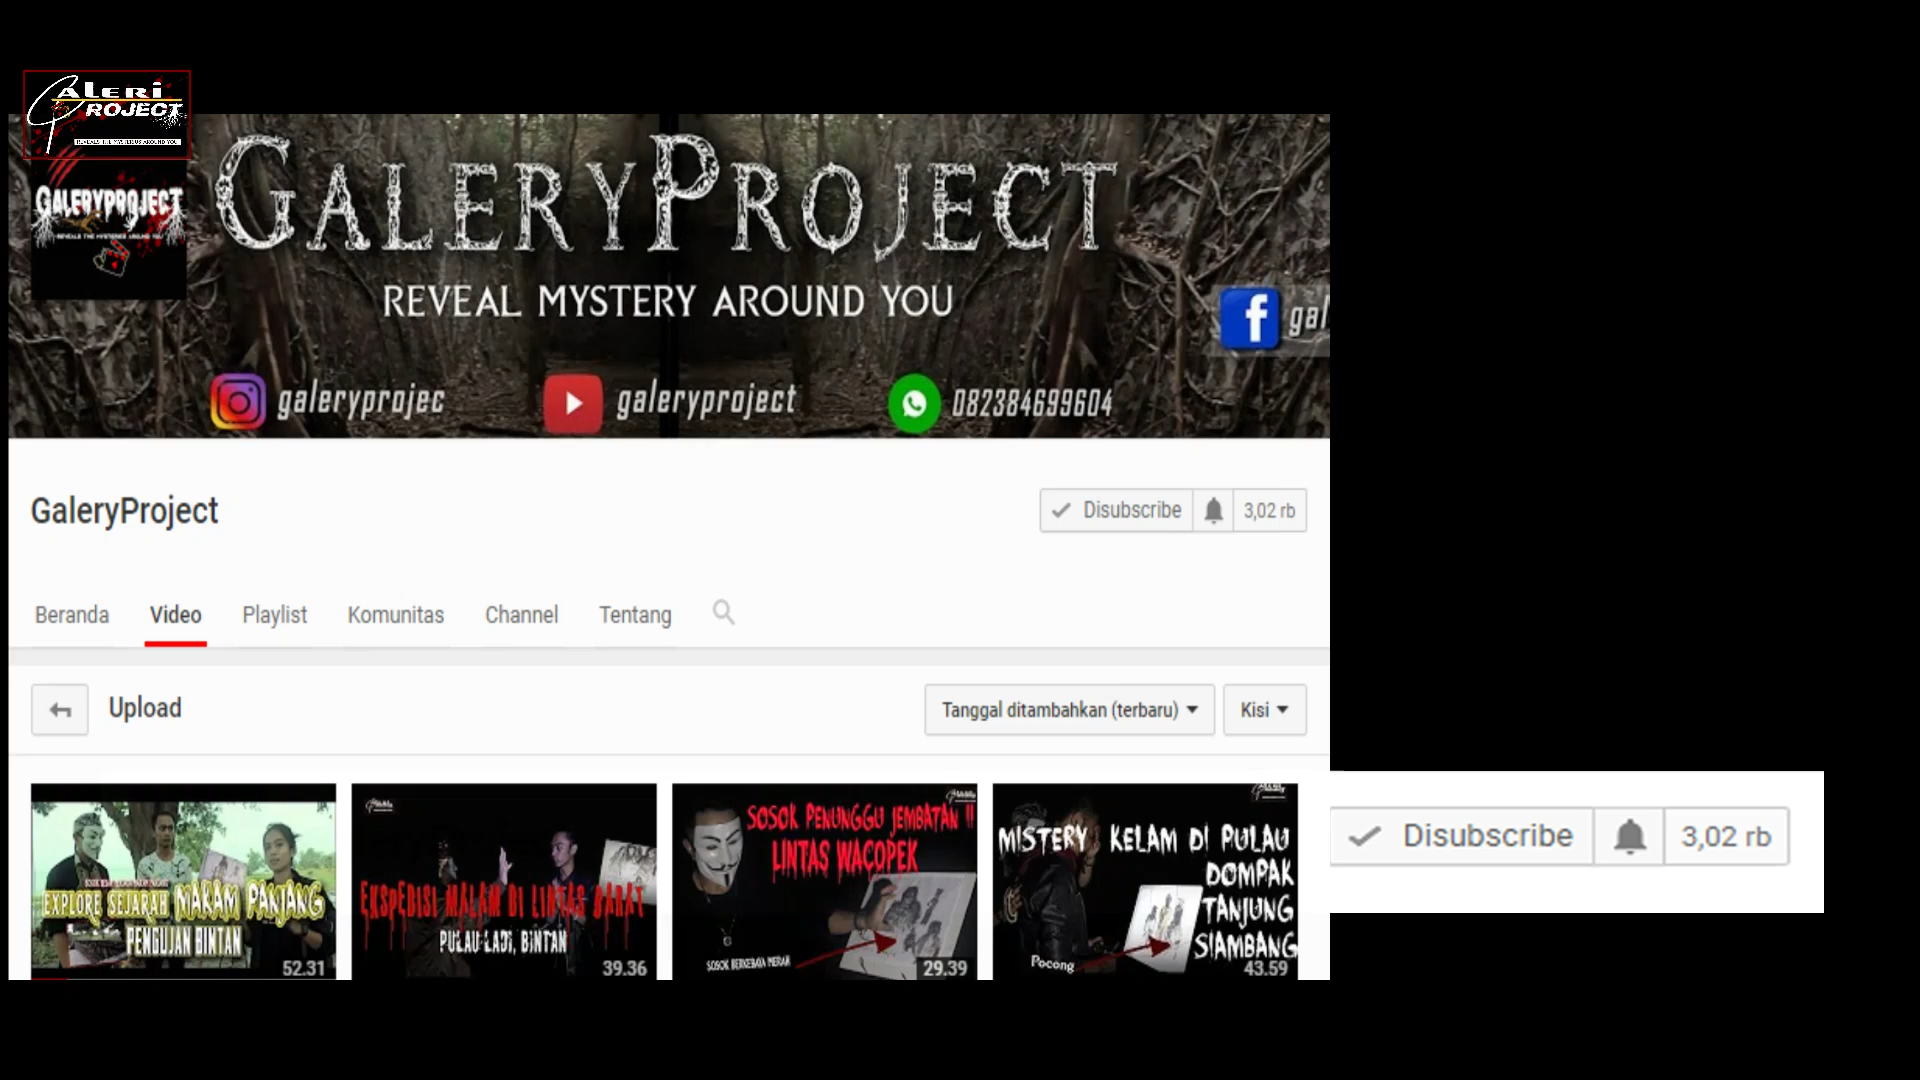 GALERi
PROJECT
GALERYPROJECT
GALERYPROJECT
REVEAL MYSTERY AROUND YOU
gal
galeryprojec
galeryproject
082384699604
GaleryProject
Disubscribe
3,02 rb
Beranda
Video
Playlist
Komunitas
Channel
Tentang
Upload
Tanggal ditambahkan (terbaru)
Kisi
EXPLORE SEJARAH MAKAM PANJANG
PENGUJAN BINTAN
52.31
EKSPEDISI MALAM DI LINTAS BARAT
PULAU LADI, BINTAN
39.36
SOSOK PENUNGGU JEMBATAN !!
LINTAS WACOPEK
SOSOK BERKEBAYA MERAH
29.39
MISTERY KELAM DI PULAU
DOMPAK
TANJUNG
SIAMBANG
Pocong
43.59
Disubscribe
3,02 rb